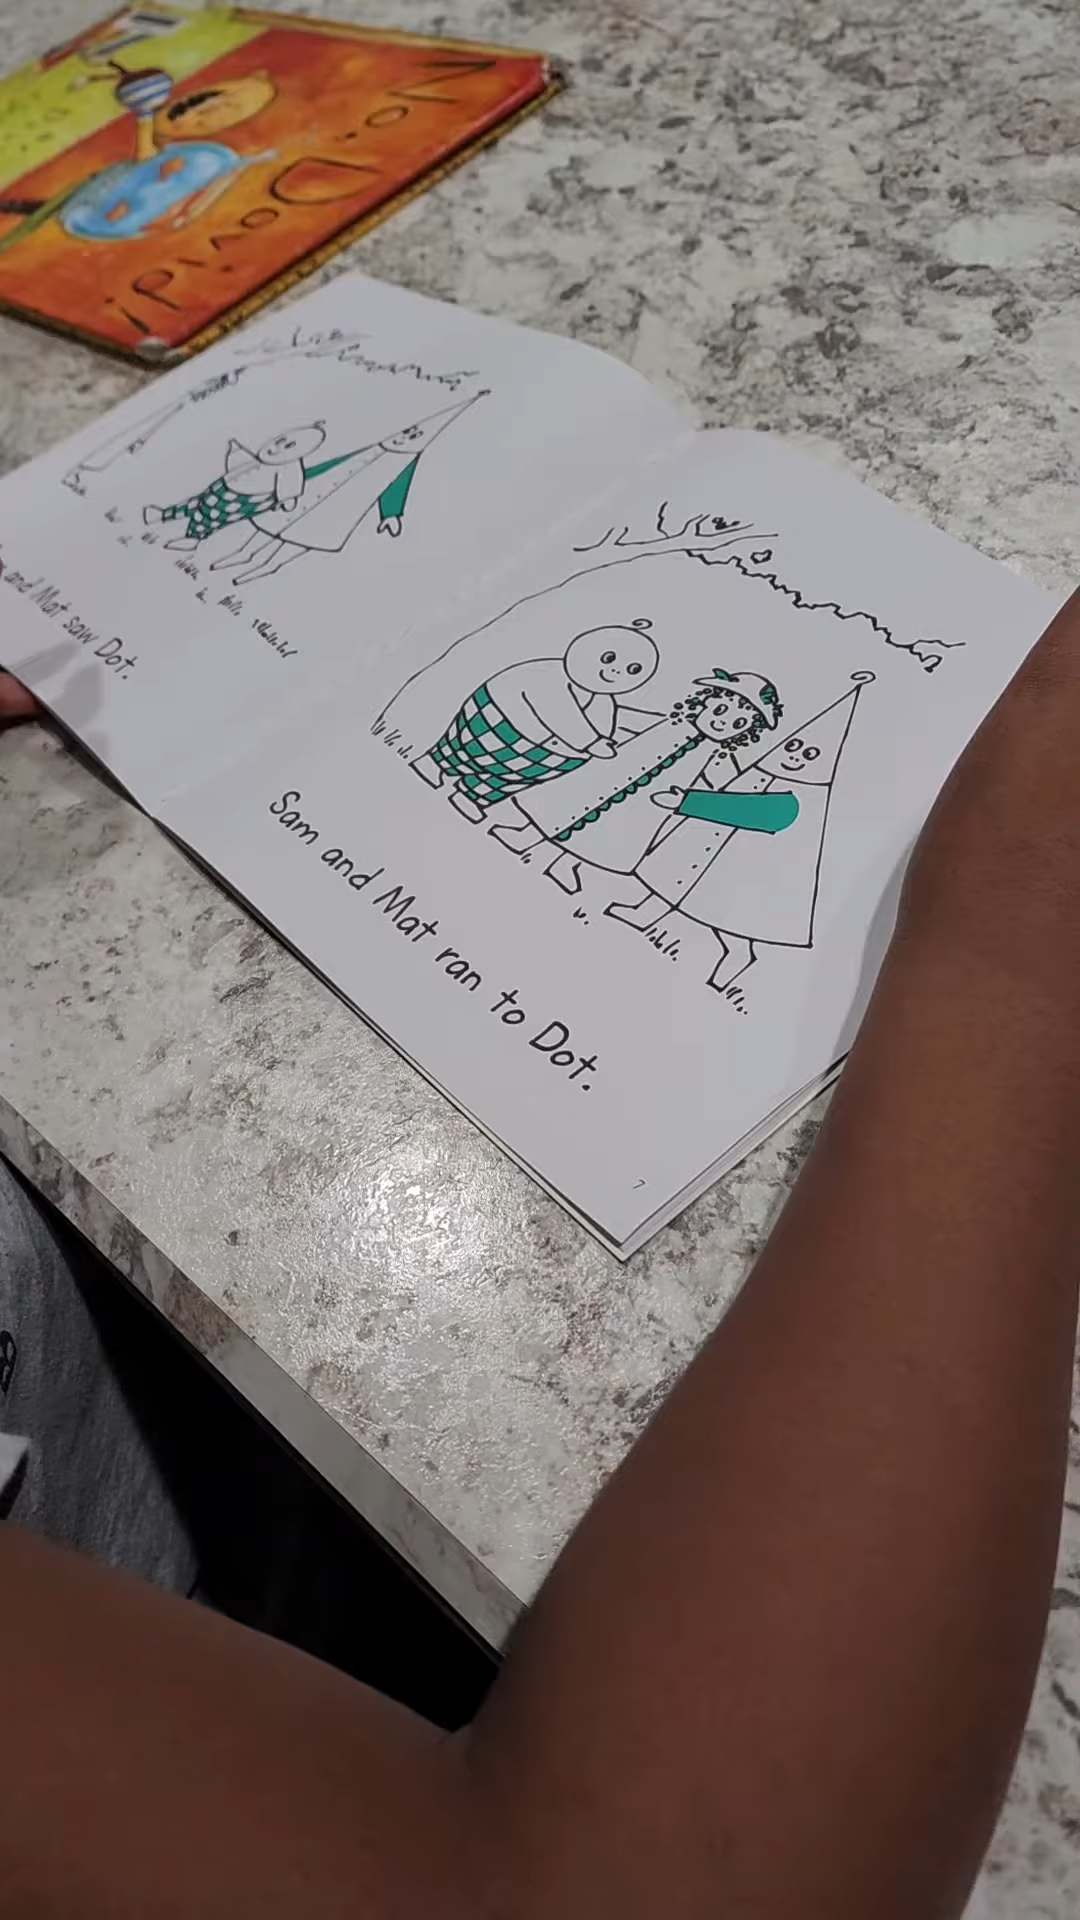 No, David!
and Mat saw Dot.
Sam and Mat ran to Dot.
7